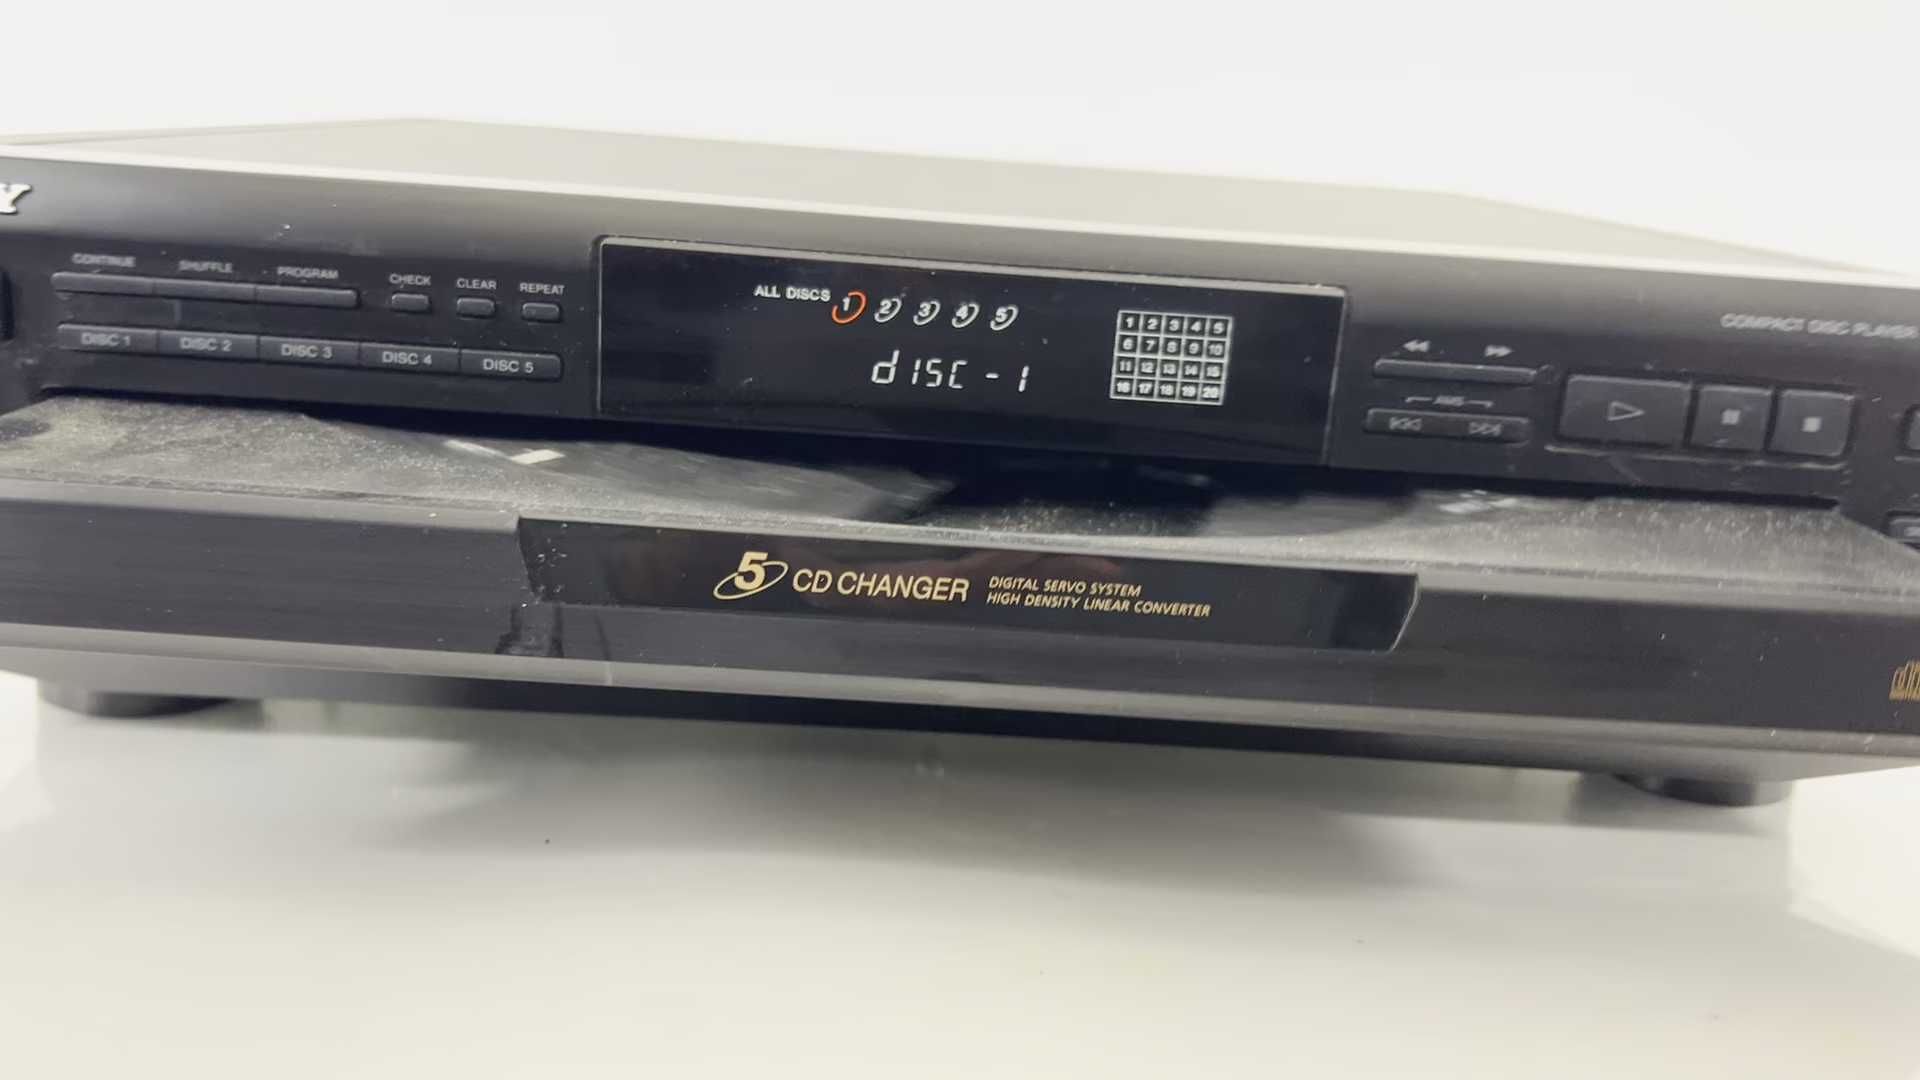 Y
CONTINUE SHUFFLE PROGRAM CHECK CLEAR REPEAT
DISC 1 DISC 2 DISC 3 DISC 4 DISC 5
ALL DISCS 1 2 3 4 5
dISC-1
1 2 3 4 5
6 7 8 9 10
11 12 13 14 15
16 17 18 19 20
COMPACT DISC PLAYER
AMS
5 CD CHANGER
DIGITAL SERVO SYSTEM
HIGH DENSITY LINEAR CONVERTER